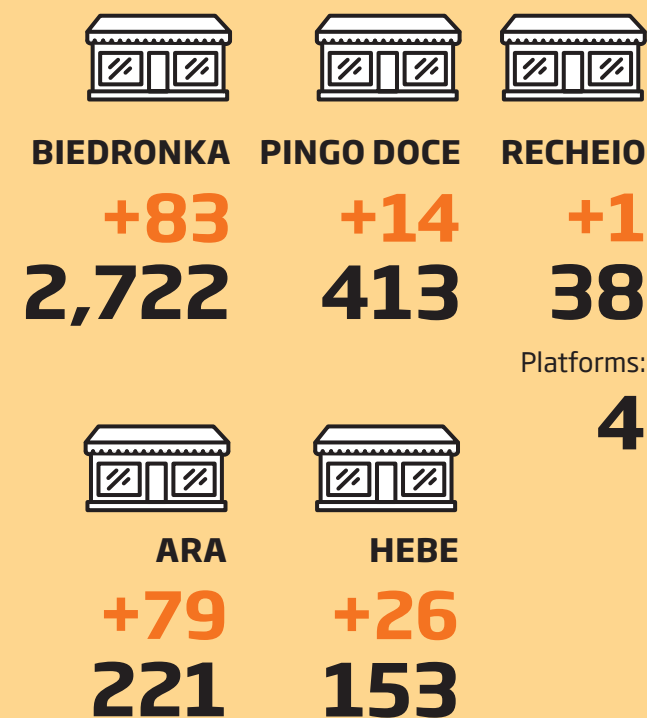 BIEDRONKA PINGO DOCE RECHEIO
+83 +14 +1
2,722 413 38
Platforms:
4
ARA HEBE
+79 +26
221 153